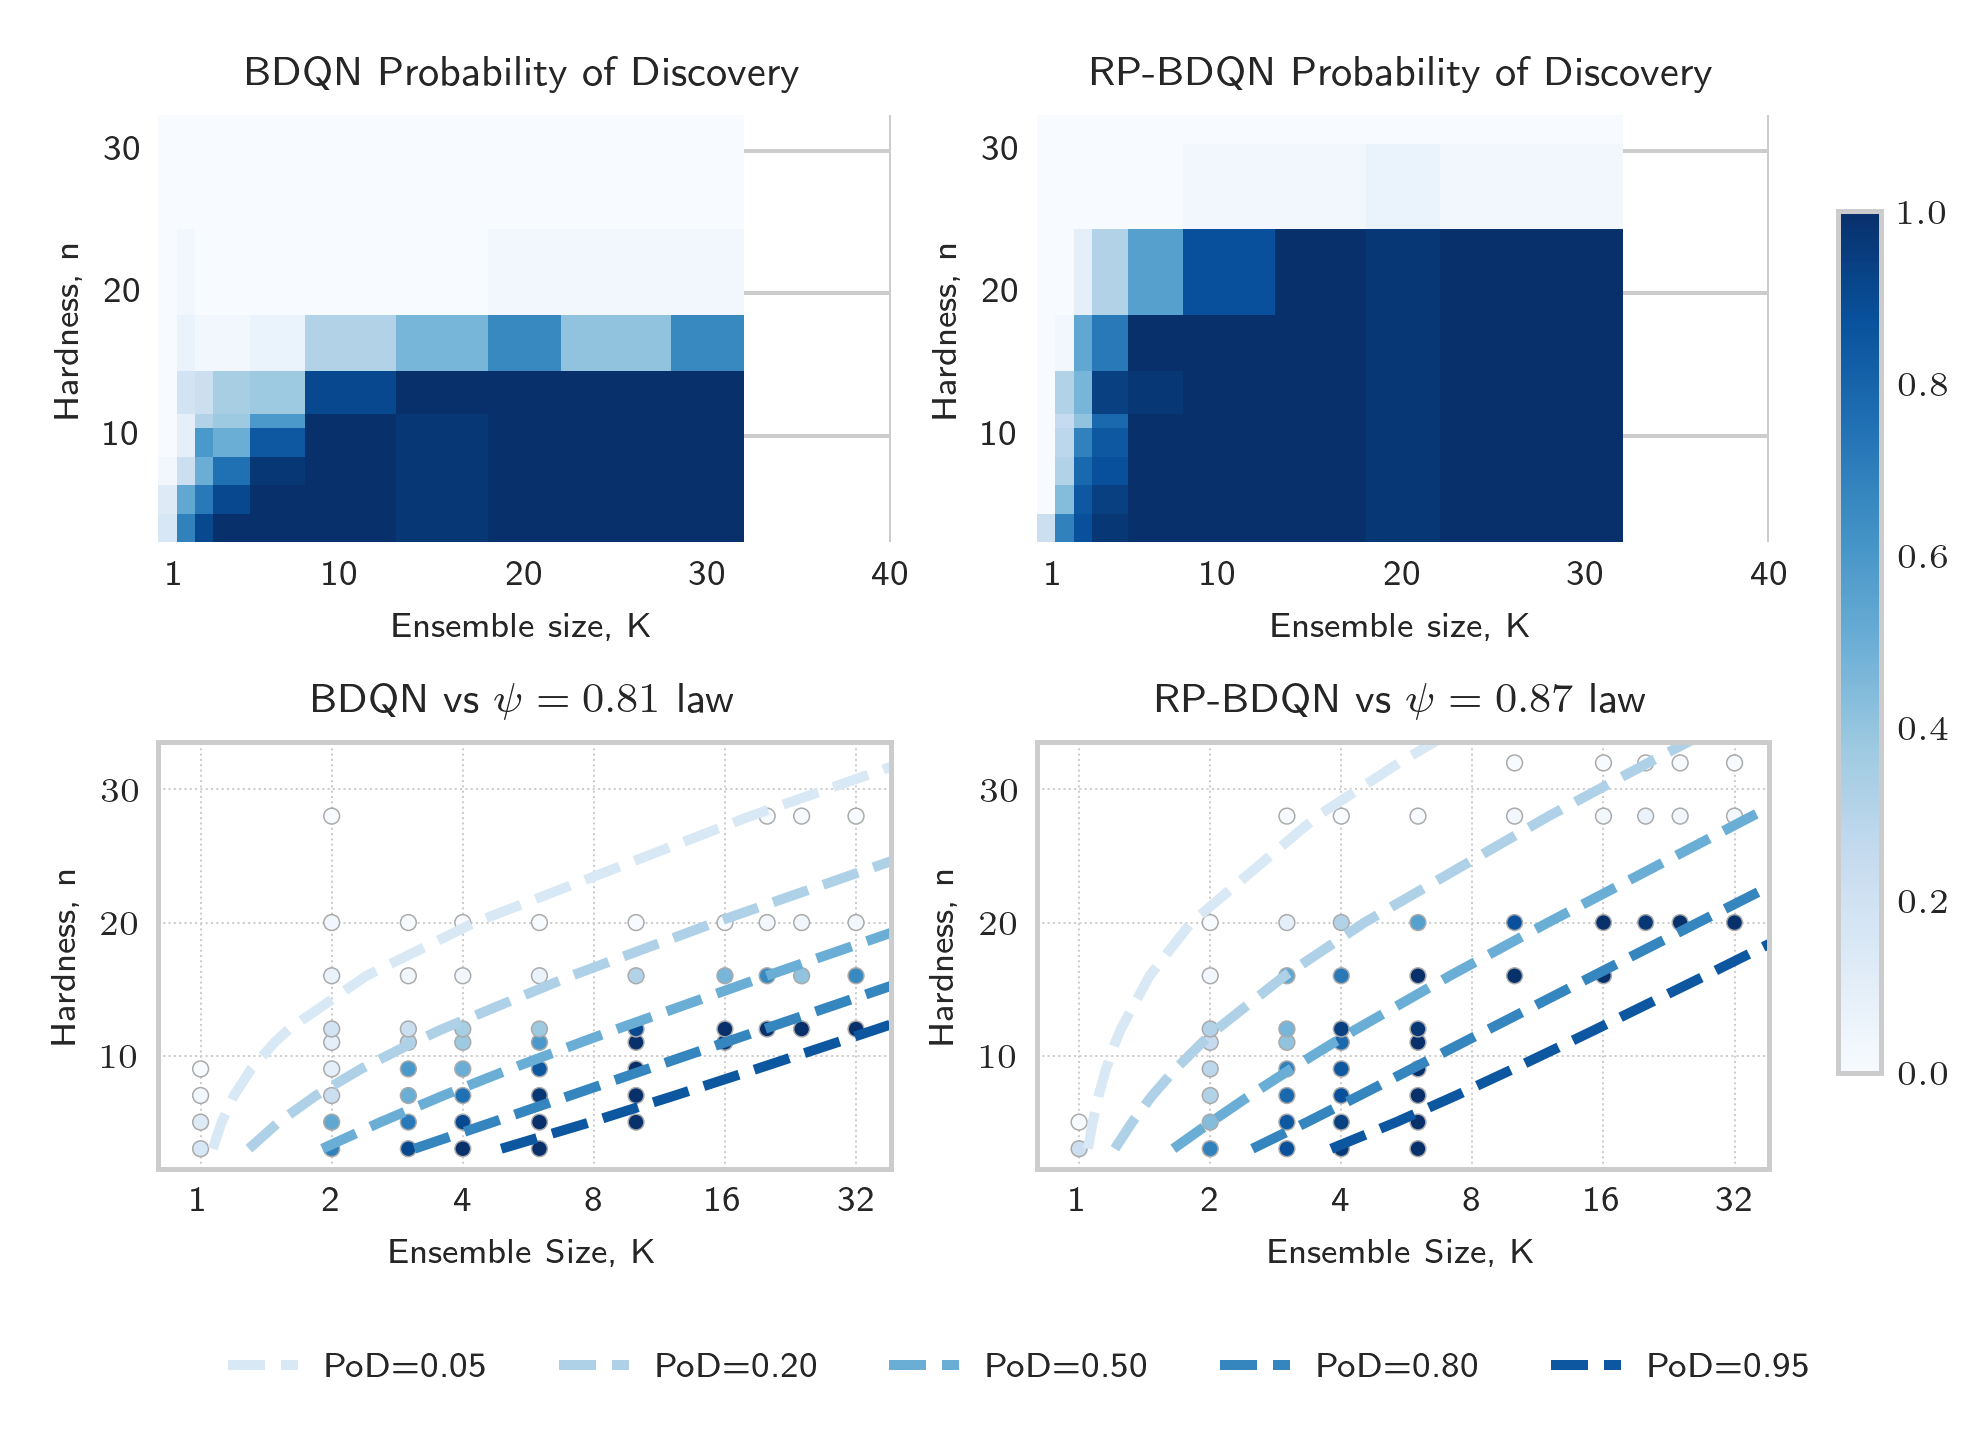 BDQN Probability of Discovery
RP-BDQN Probability of Discovery
Hardness, n
30
20
10
1 10 20 30 40
Ensemble size, K
Hardness, n
30
20
10
1 10 20 30 40
Ensemble size, K
1.0
0.8
0.6
0.4
0.2
0.0
BDQN vs ψ = 0.81 law
RP-BDQN vs ψ = 0.87 law
Hardness, n
30
20
10
1 2 4 8 16 32
Ensemble Size, K
Hardness, n
30
20
10
1 2 4 8 16 32
Ensemble Size, K
PoD=0.05 PoD=0.20 PoD=0.50 PoD=0.80 PoD=0.95